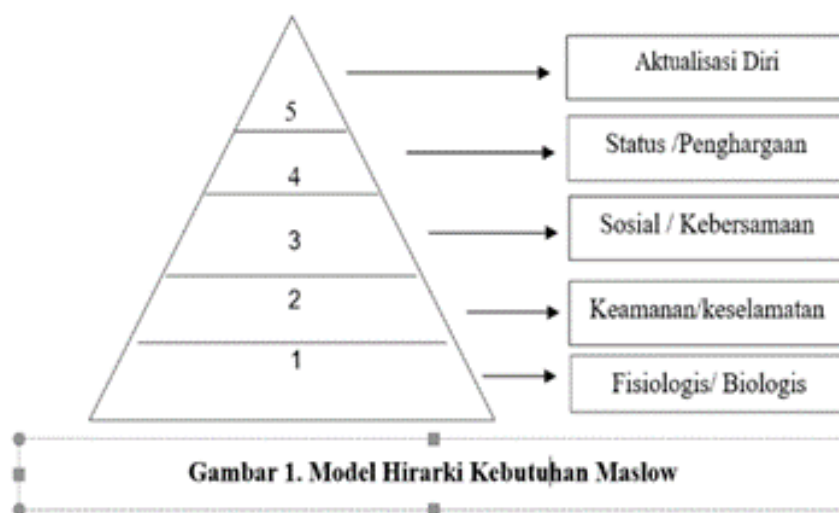 5
Aktualisasi Diri
4
Status /Penghargaan
3
Sosial / Kebersamaan
2
Keamanan/keselamatan
1
Fisiologis/ Biologis
Gambar 1. Model Hirarki Kebutuhan Maslow